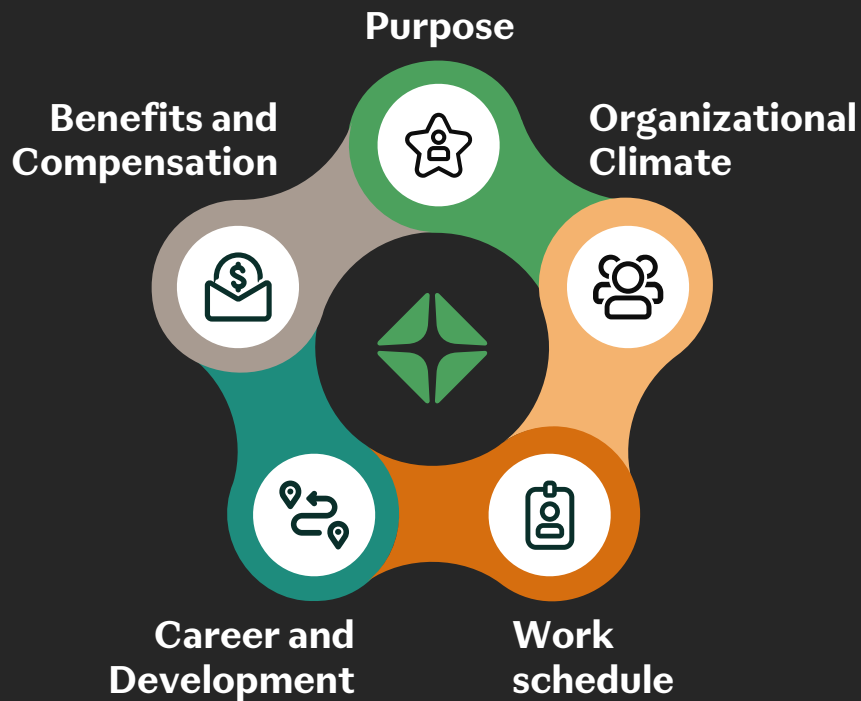 Purpose
Benefits and
Compensation
Organizational
Climate
$
Career and
Development
Work
schedule